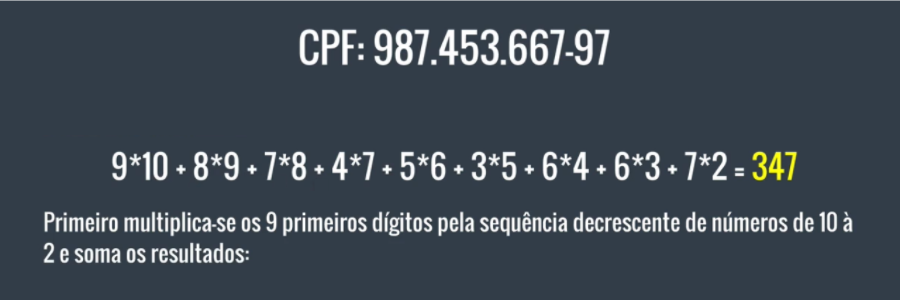 CPF: 987.453.667-97
9*10 + 8*9 + 7*8 + 4*7 + 5*6 + 3*5 + 6*4 + 6*3 + 7*2 = 347
Primeiro multiplica-se os 9 primeiros dígitos pela sequência decrescente de números de 10 à
2 e soma os resultados: